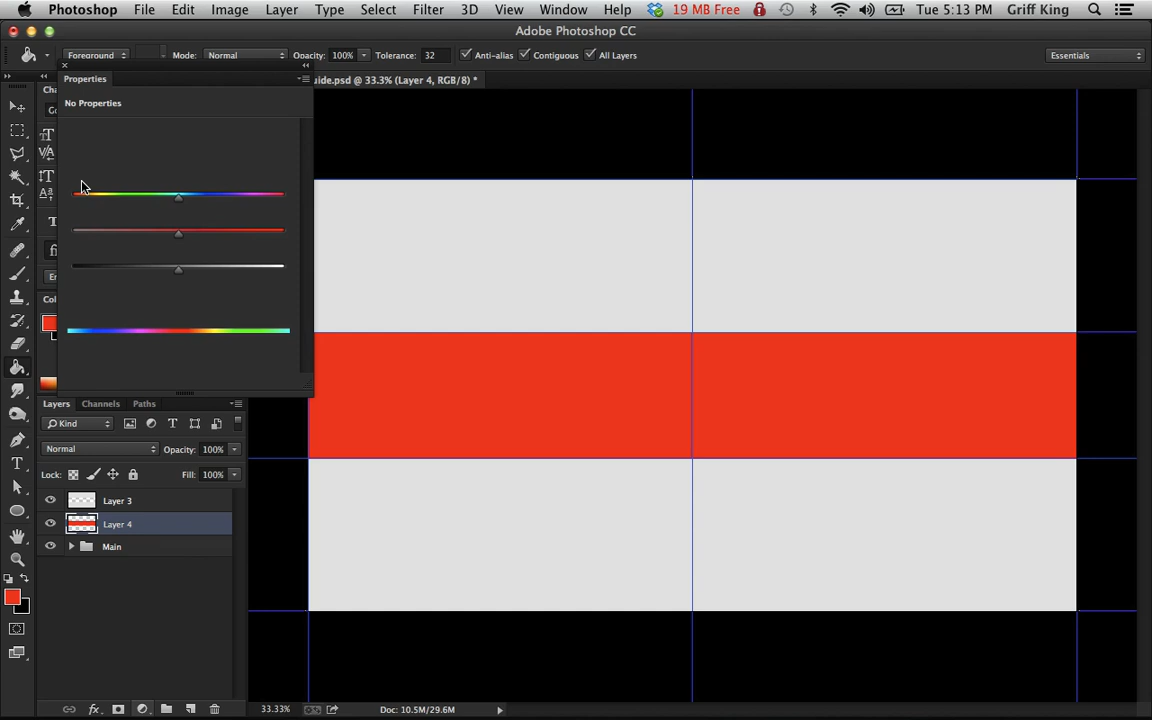 Photoshop File Edit Image Layer Type Select Filter 3D View Window Help 19 MB Free Tue 5:13 PM Griff King
Adobe Photoshop CC
Foreground Mode: Normal Opacity: 100% Tolerance: 32 Anti-alias Contiguous All Layers Essentials
Properties
uide.psd @ 33.3% (Layer 4, RGB/8) *
No Properties
Layers Channels Paths
Kind
Normal Opacity: 100%
Lock: Fill: 100%
Layer 3
Layer 4
Main
33.33% Doc: 10.5M/29.6M